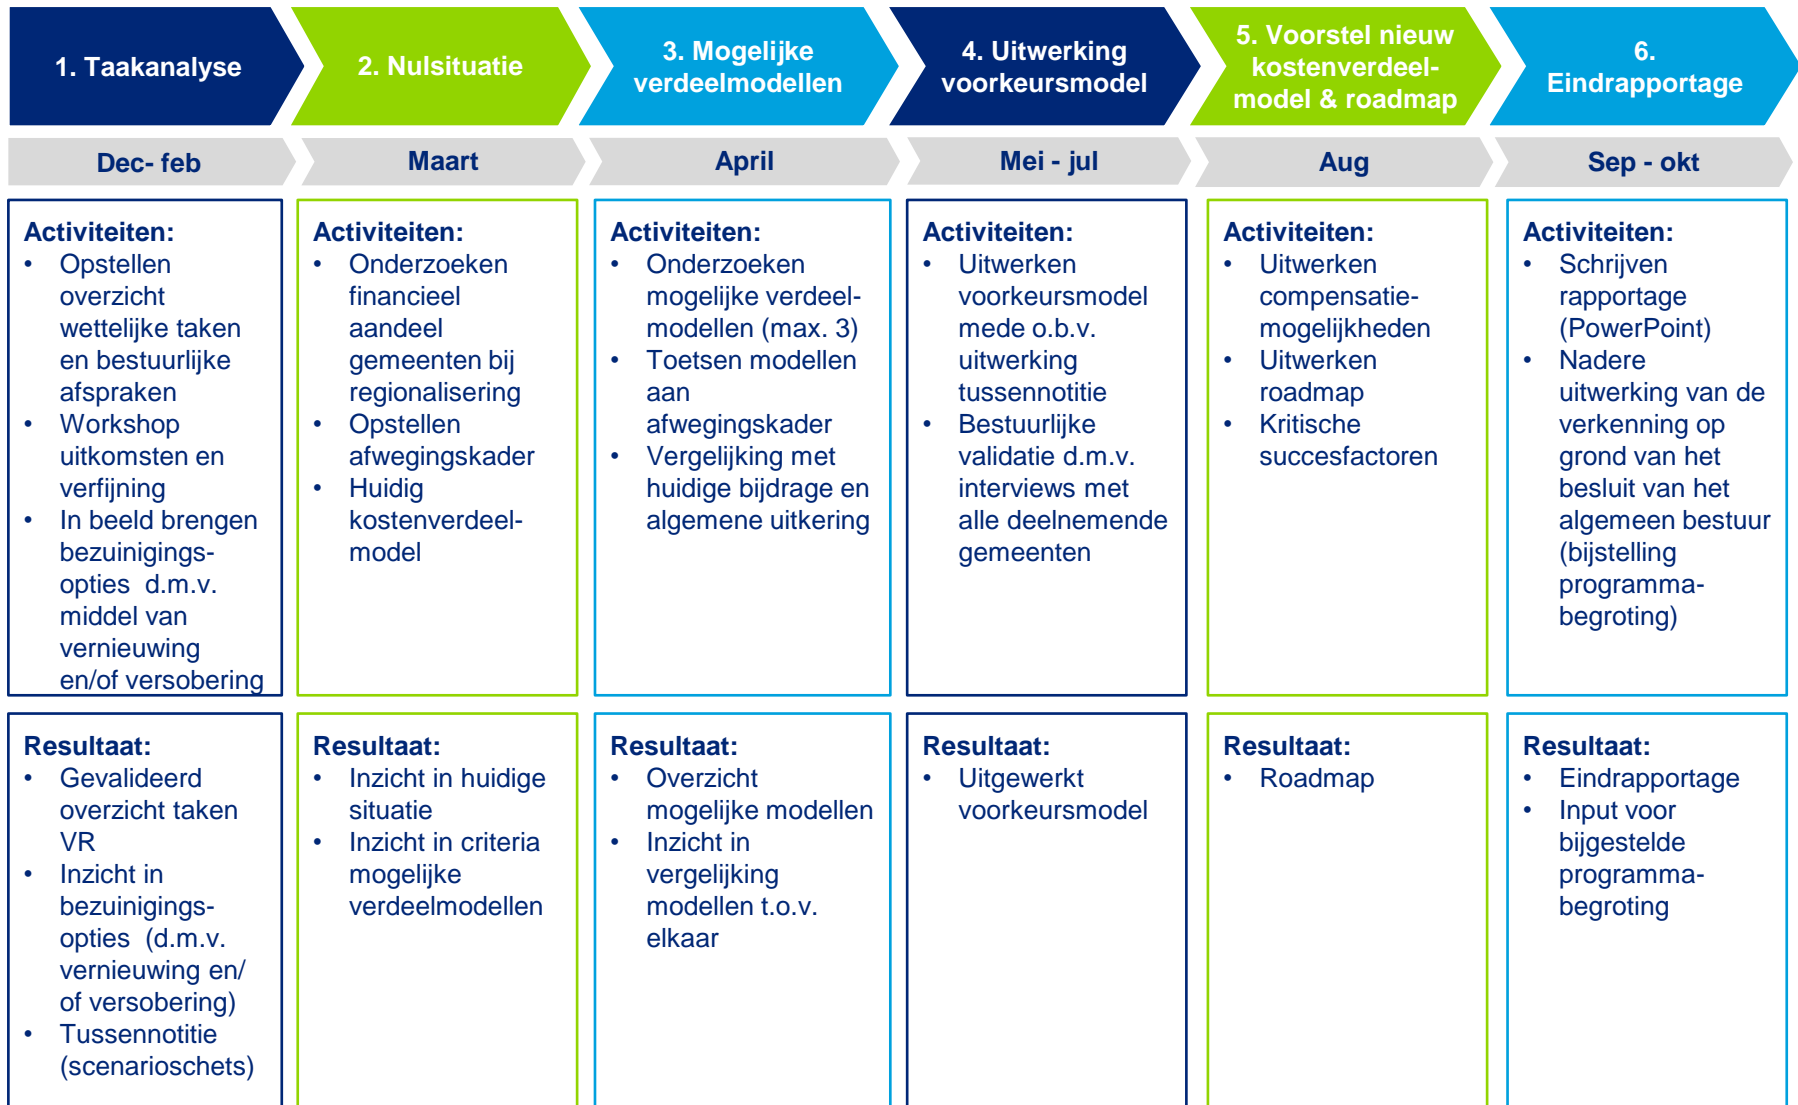 1. Taakanalyse
2. Nulsituatie
3. Mogelijke
verdeelmodellen
4. Uitwerking
voorkeursmodel
5. Voorstel nieuw
kostenverdeel-
model & roadmap
6.
Eindrapportage
Dec- feb
Maart
April
Mei - jul
Aug
Sep - okt
Activiteiten:
• Opstellen
overzicht
wettelijke taken
en bestuurlijke
afspraken
• Workshop
uitkomsten en
verfijning
• In beeld brengen
bezuinigings-
opties d.m.v.
middel van
vernieuwing
en/of versobering
Activiteiten:
• Onderzoeken
financieel
aandeel
gemeenten bij
regionalisering
• Opstellen
afwegingskader
• Huidig
kostenverdeel-
model
Activiteiten:
• Onderzoeken
mogelijke verdeel-
modellen (max. 3)
• Toetsen modellen
aan
afwegingskader
• Vergelijking met
huidige bijdrage en
algemene uitkering
Activiteiten:
• Uitwerken
voorkeursmodel
mede o.b.v.
uitwerking
tussennotitie
• Bestuurlijke
validatie d.m.v.
interviews met
alle deelnemende
gemeenten
Activiteiten:
• Uitwerken
compensatie-
mogelijkheden
• Uitwerken
roadmap
• Kritische
succesfactoren
Activiteiten:
• Schrijven
rapportage
(PowerPoint)
• Nadere
uitwerking van de
verkenning op
grond van het
besluit van het
algemeen bestuur
(bijstelling
programma-
begroting)
Resultaat:
• Gevalideerd
overzicht taken
VR
• Inzicht in
bezuinigings-
opties (d.m.v.
vernieuwing en/
of versobering)
• Tussennotitie
(scenarioschets)
Resultaat:
• Inzicht in huidige
situatie
• Inzicht in criteria
mogelijke
verdeelmodellen
Resultaat:
• Overzicht
mogelijke modellen
• Inzicht in
vergelijking
modellen t.o.v.
elkaar
Resultaat:
• Uitgewerkt
voorkeursmodel
Resultaat:
• Roadmap
Resultaat:
• Eindrapportage
• Input voor
bijgestelde
programma-
begroting